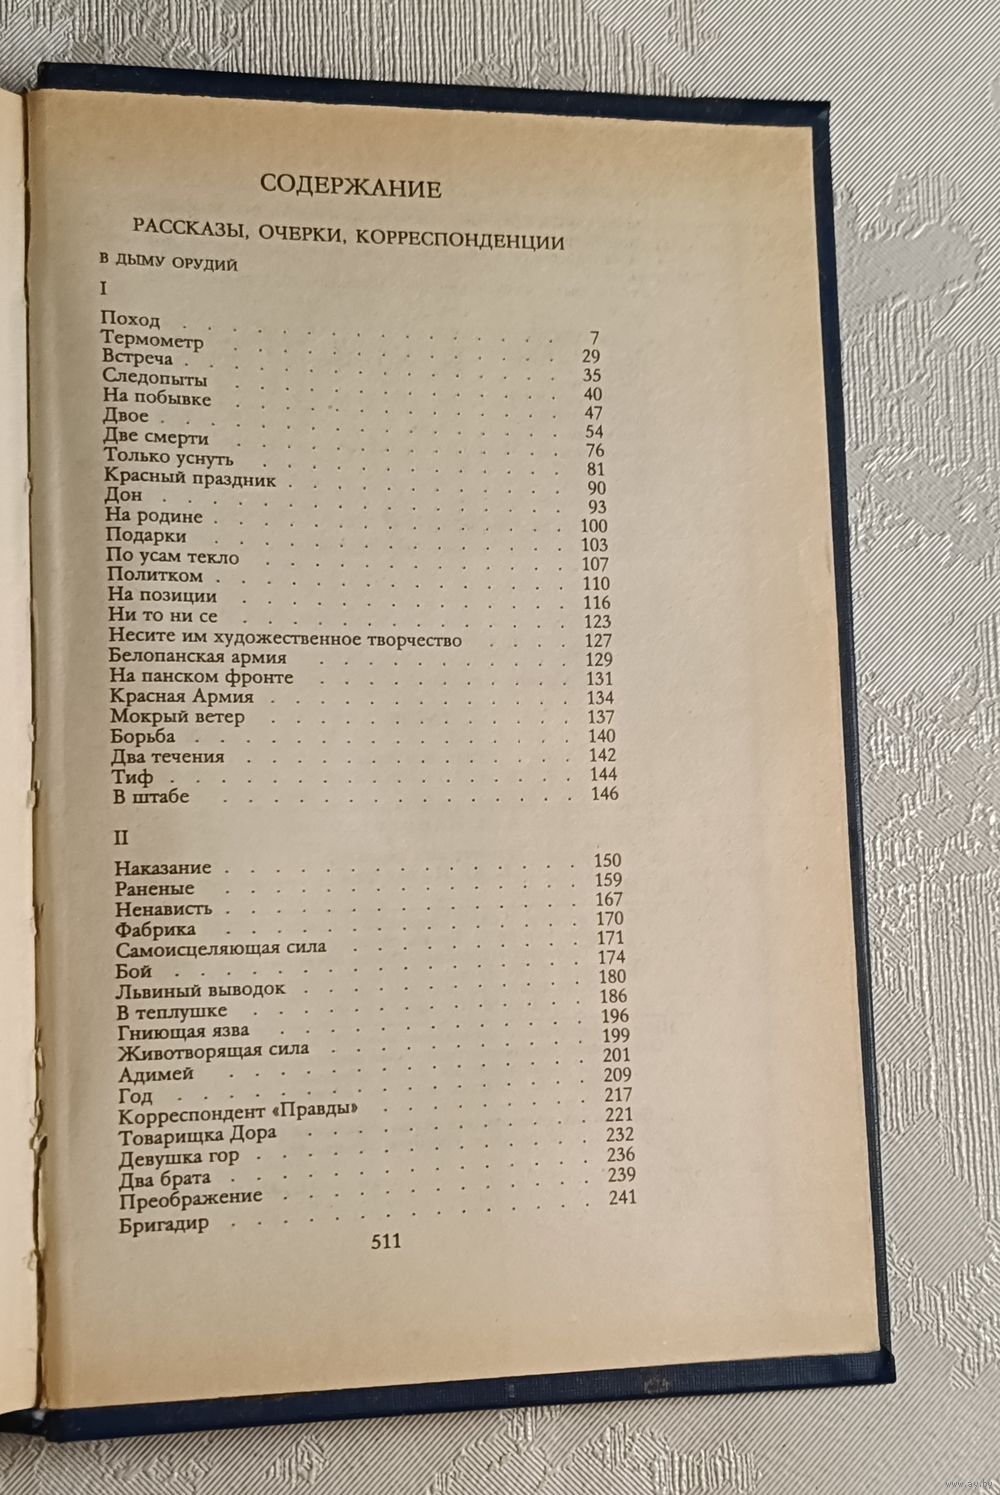 СОДЕРЖАНИЕ
РАССКАЗЫ, ОЧЕРКИ, КОРРЕСПОНДЕНЦИИ
В ДЫМУ ОРУДИЙ
I
Поход . . . . . . . . . . . 7
Термометр . . . . . . . . . . 29
Встреча . . . . . . . . . . . 35
Следопыты . . . . . . . . . . 40
На побывке . . . . . . . . . . 47
Двое . . . . . . . . . . . 54
Две смерти . . . . . . . . . . 76
Только уснуть . . . . . . . . . 81
Красный праздник . . . . . . . . 90
Дон . . . . . . . . . . . 93
На родине . . . . . . . . . . 100
Подарки . . . . . . . . . . 103
По усам текло . . . . . . . . . 107
Политком . . . . . . . . . . 110
На позиции . . . . . . . . . . 116
Ни то ни се . . . . . . . . . . 123
Несите им художественное творчество . . . . 127
Белопанская армия . . . . . . . . 129
На панском фронте . . . . . . . . 131
Красная Армия . . . . . . . . . 134
Мокрый ветер . . . . . . . . . 137
Борьба . . . . . . . . . . . 140
Два течения . . . . . . . . . . 142
Тиф . . . . . . . . . . . . 144
В штабе . . . . . . . . . . . 146
II
Наказание . . . . . . . . . . 150
Раненые . . . . . . . . . . . 159
Ненависть . . . . . . . . . . 167
Фабрика . . . . . . . . . . . 170
Самоисцеляющая сила . . . . . . . 171
Бой . . . . . . . . . . . . 174
Львиный выводок . . . . . . . . 180
В теплушке . . . . . . . . . . 186
Гниющая язва . . . . . . . . . 196
Животворящая сила . . . . . . . . 199
Адимей . . . . . . . . . . . 201
Год . . . . . . . . . . . . 209
Корреспондент «Правды» . . . . . . 217
Товарищка Дора . . . . . . . . 221
Девушка гор . . . . . . . . . . 232
Два брата . . . . . . . . . . 236
Преображение . . . . . . . . . 239
Бригадир . . . . . . . . . . 241
511
www.ay.by